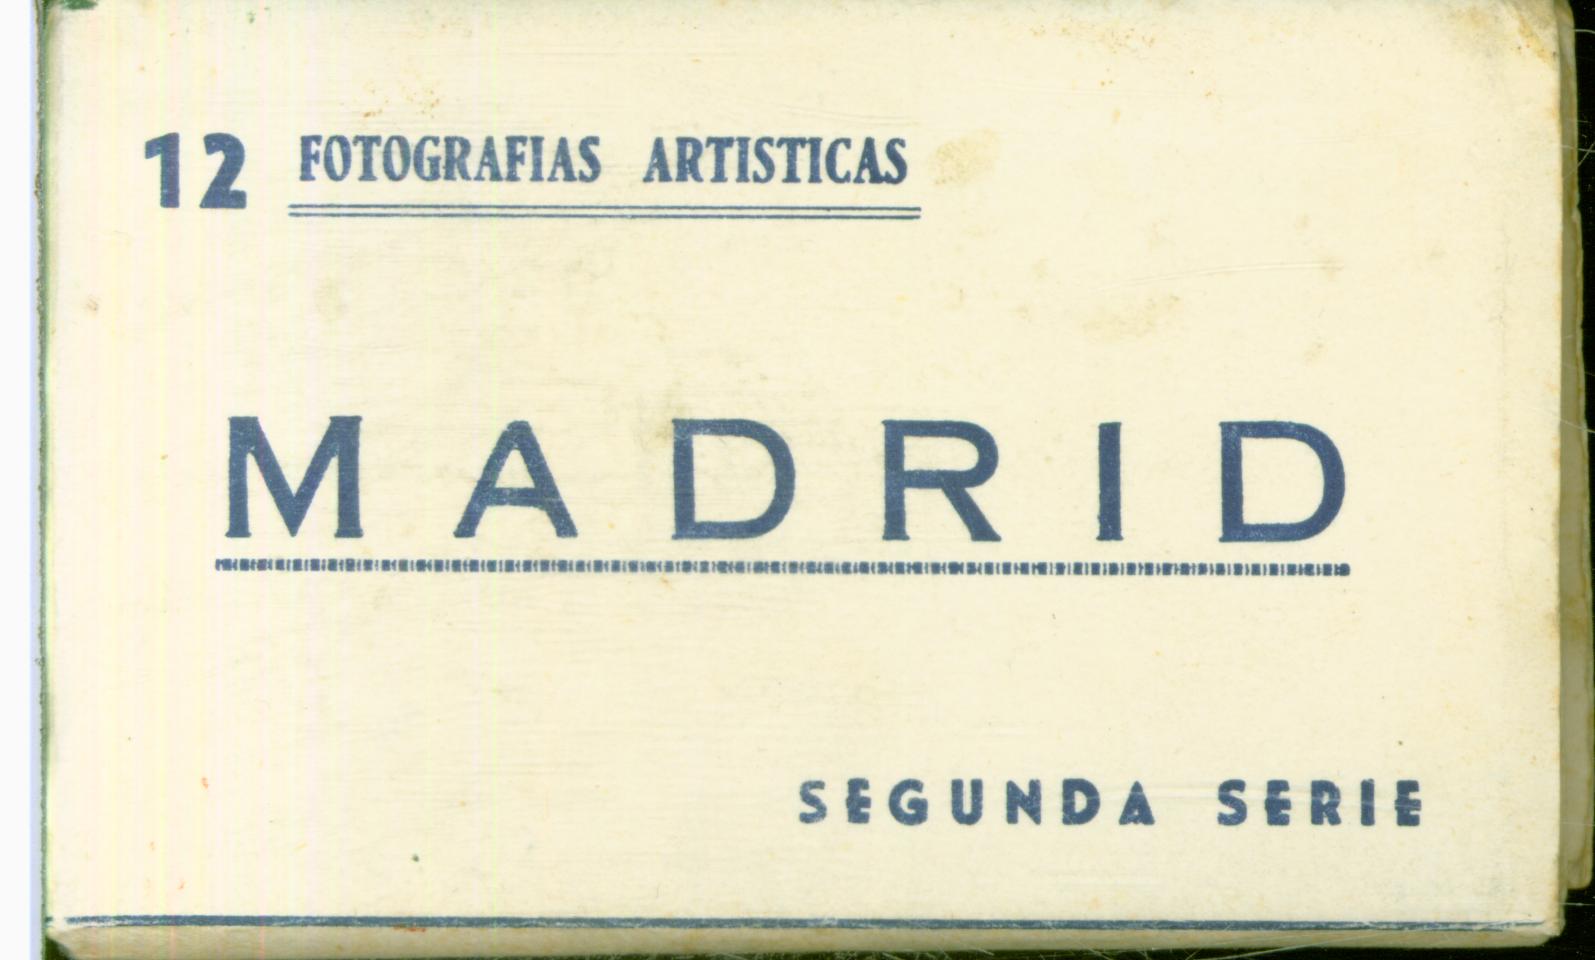 12 FOTOGRAFIAS ARTISTICAS
MADRID
SEGUNDA SERIE